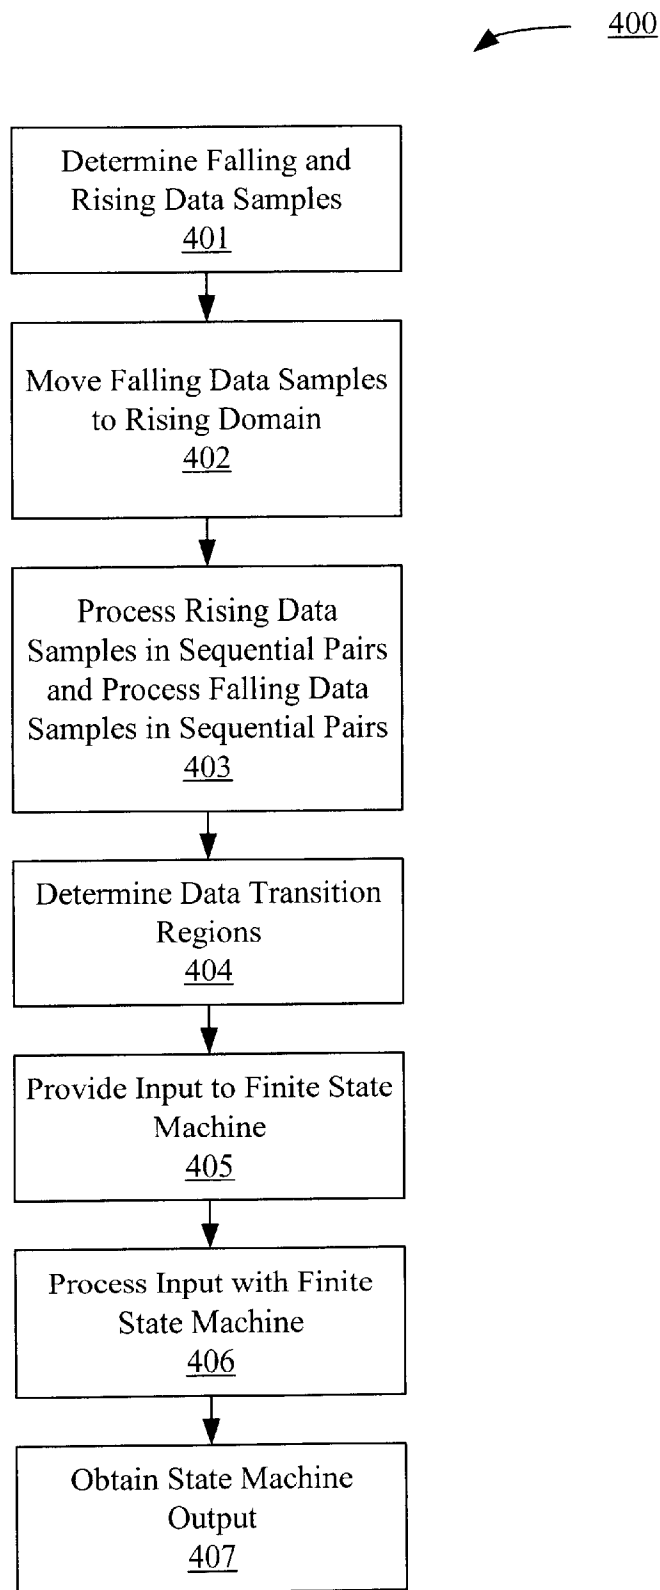 400
Determine Falling and
Rising Data Samples
401
Move Falling Data Samples
to Rising Domain
402
Process Rising Data
Samples in Sequential Pairs
and Process Falling Data
Samples in Sequential Pairs
403
Determine Data Transition
Regions
404
Provide Input to Finite State
Machine
405
Process Input with Finite
State Machine
406
Obtain State Machine
Output
407